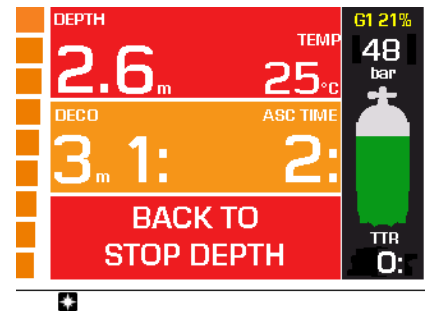 DEPTH
TEMP
2.6m
25°C
DECO
ASC TIME
3m 1:
2:
BACK TO
STOP DEPTH
G1 21%
48
bar
TTR
0: